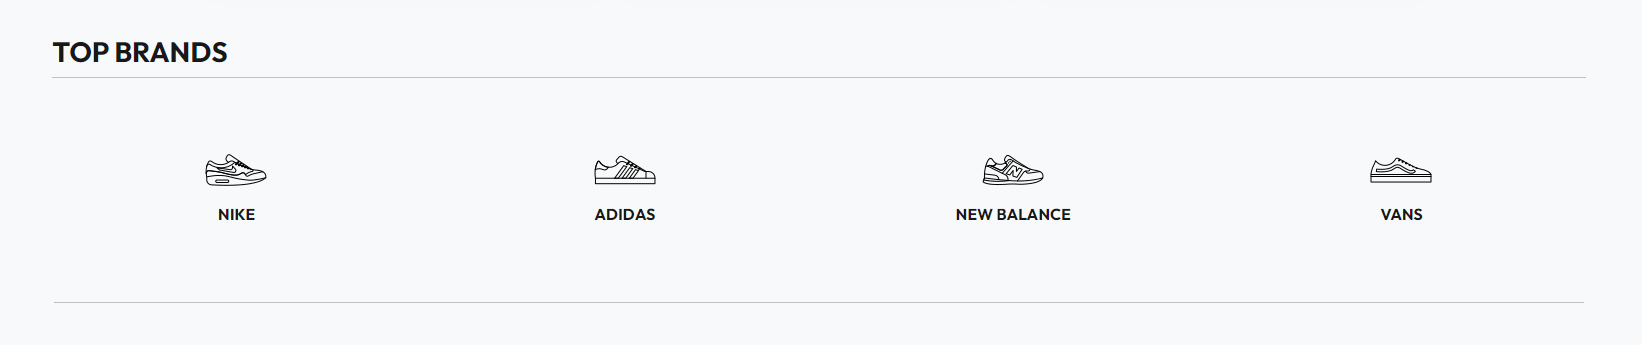 TOP BRANDS
NIKE
ADIDAS
NEW BALANCE
VANS